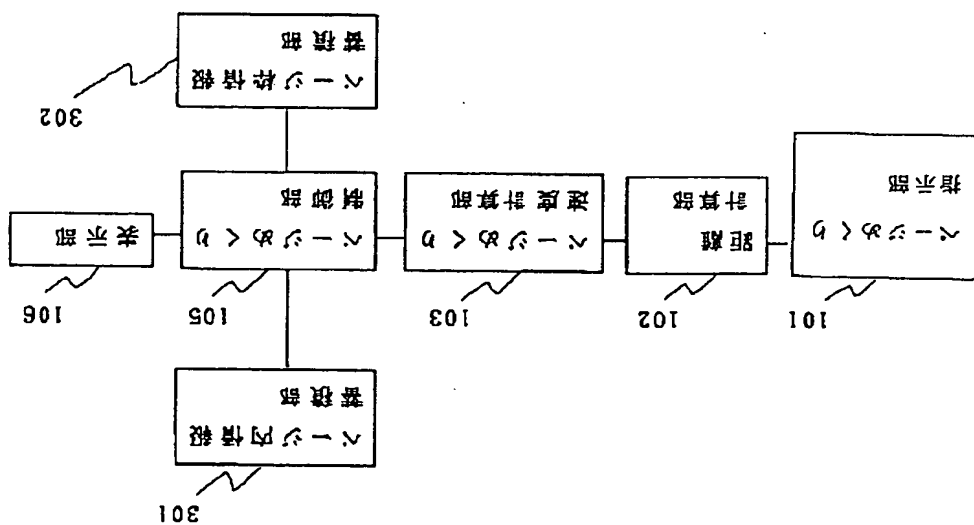 301
ページ内情報
蓄積部
101
ページめくり
指示部
102
距離
計算部
103
ページめくり
速度計算部
105
ページめくり
制御部
106
表示部
302
ページ枠情報
蓄積部